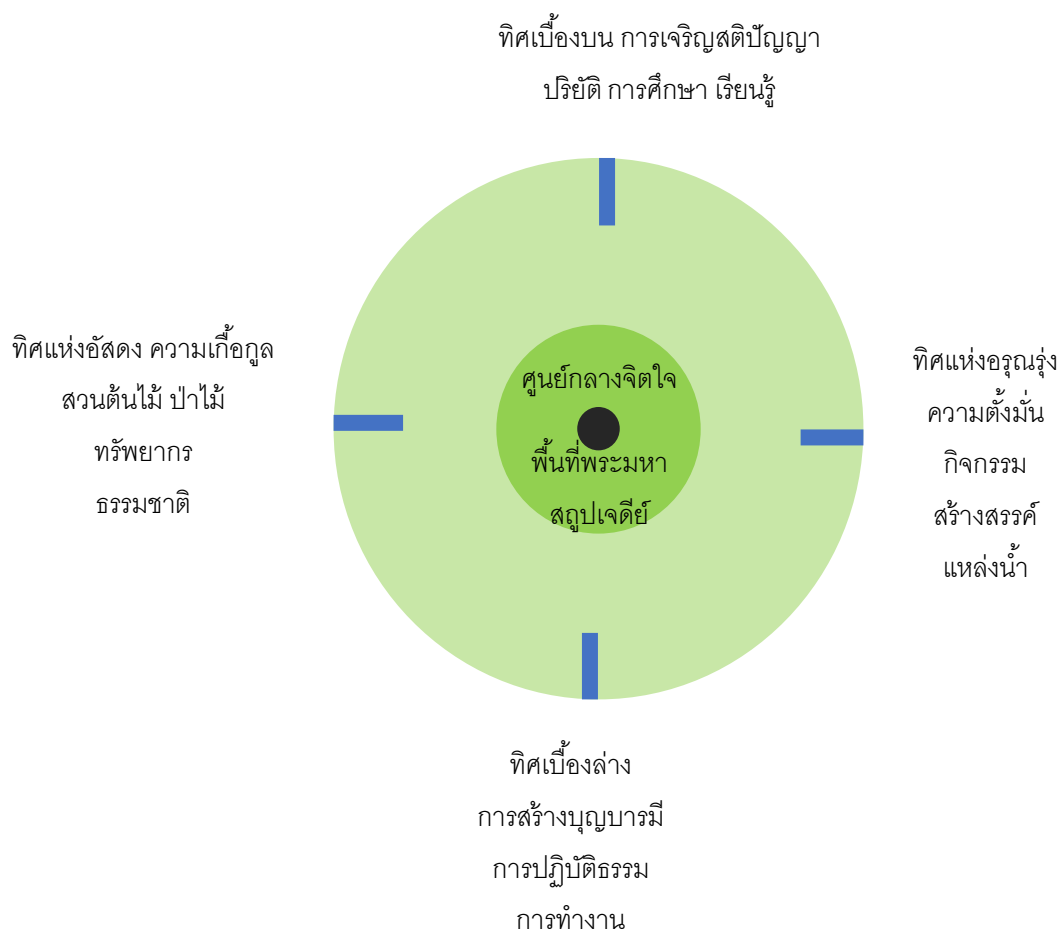 ทิศเบื้องบน การเจริญสติปัญญา
ปริยัติ การศึกษา เรียนรู้
ทิศแห่งอัสดง ความเกื้อกูล
สวนต้นไม้ ป่าไม้
ทรัพยากร
ธรรมชาติ
ศูนย์กลางจิตใจ
พื้นที่พระมหา
สถูปเจดีย์
ทิศแห่งอรุณรุ่ง
ความตั้งมั่น
กิจกรรม
สร้างสรรค์
แหล่งน้ำ
ทิศเบื้องล่าง
การสร้างบุญบารมี
การปฏิบัติธรรม
การทำงาน